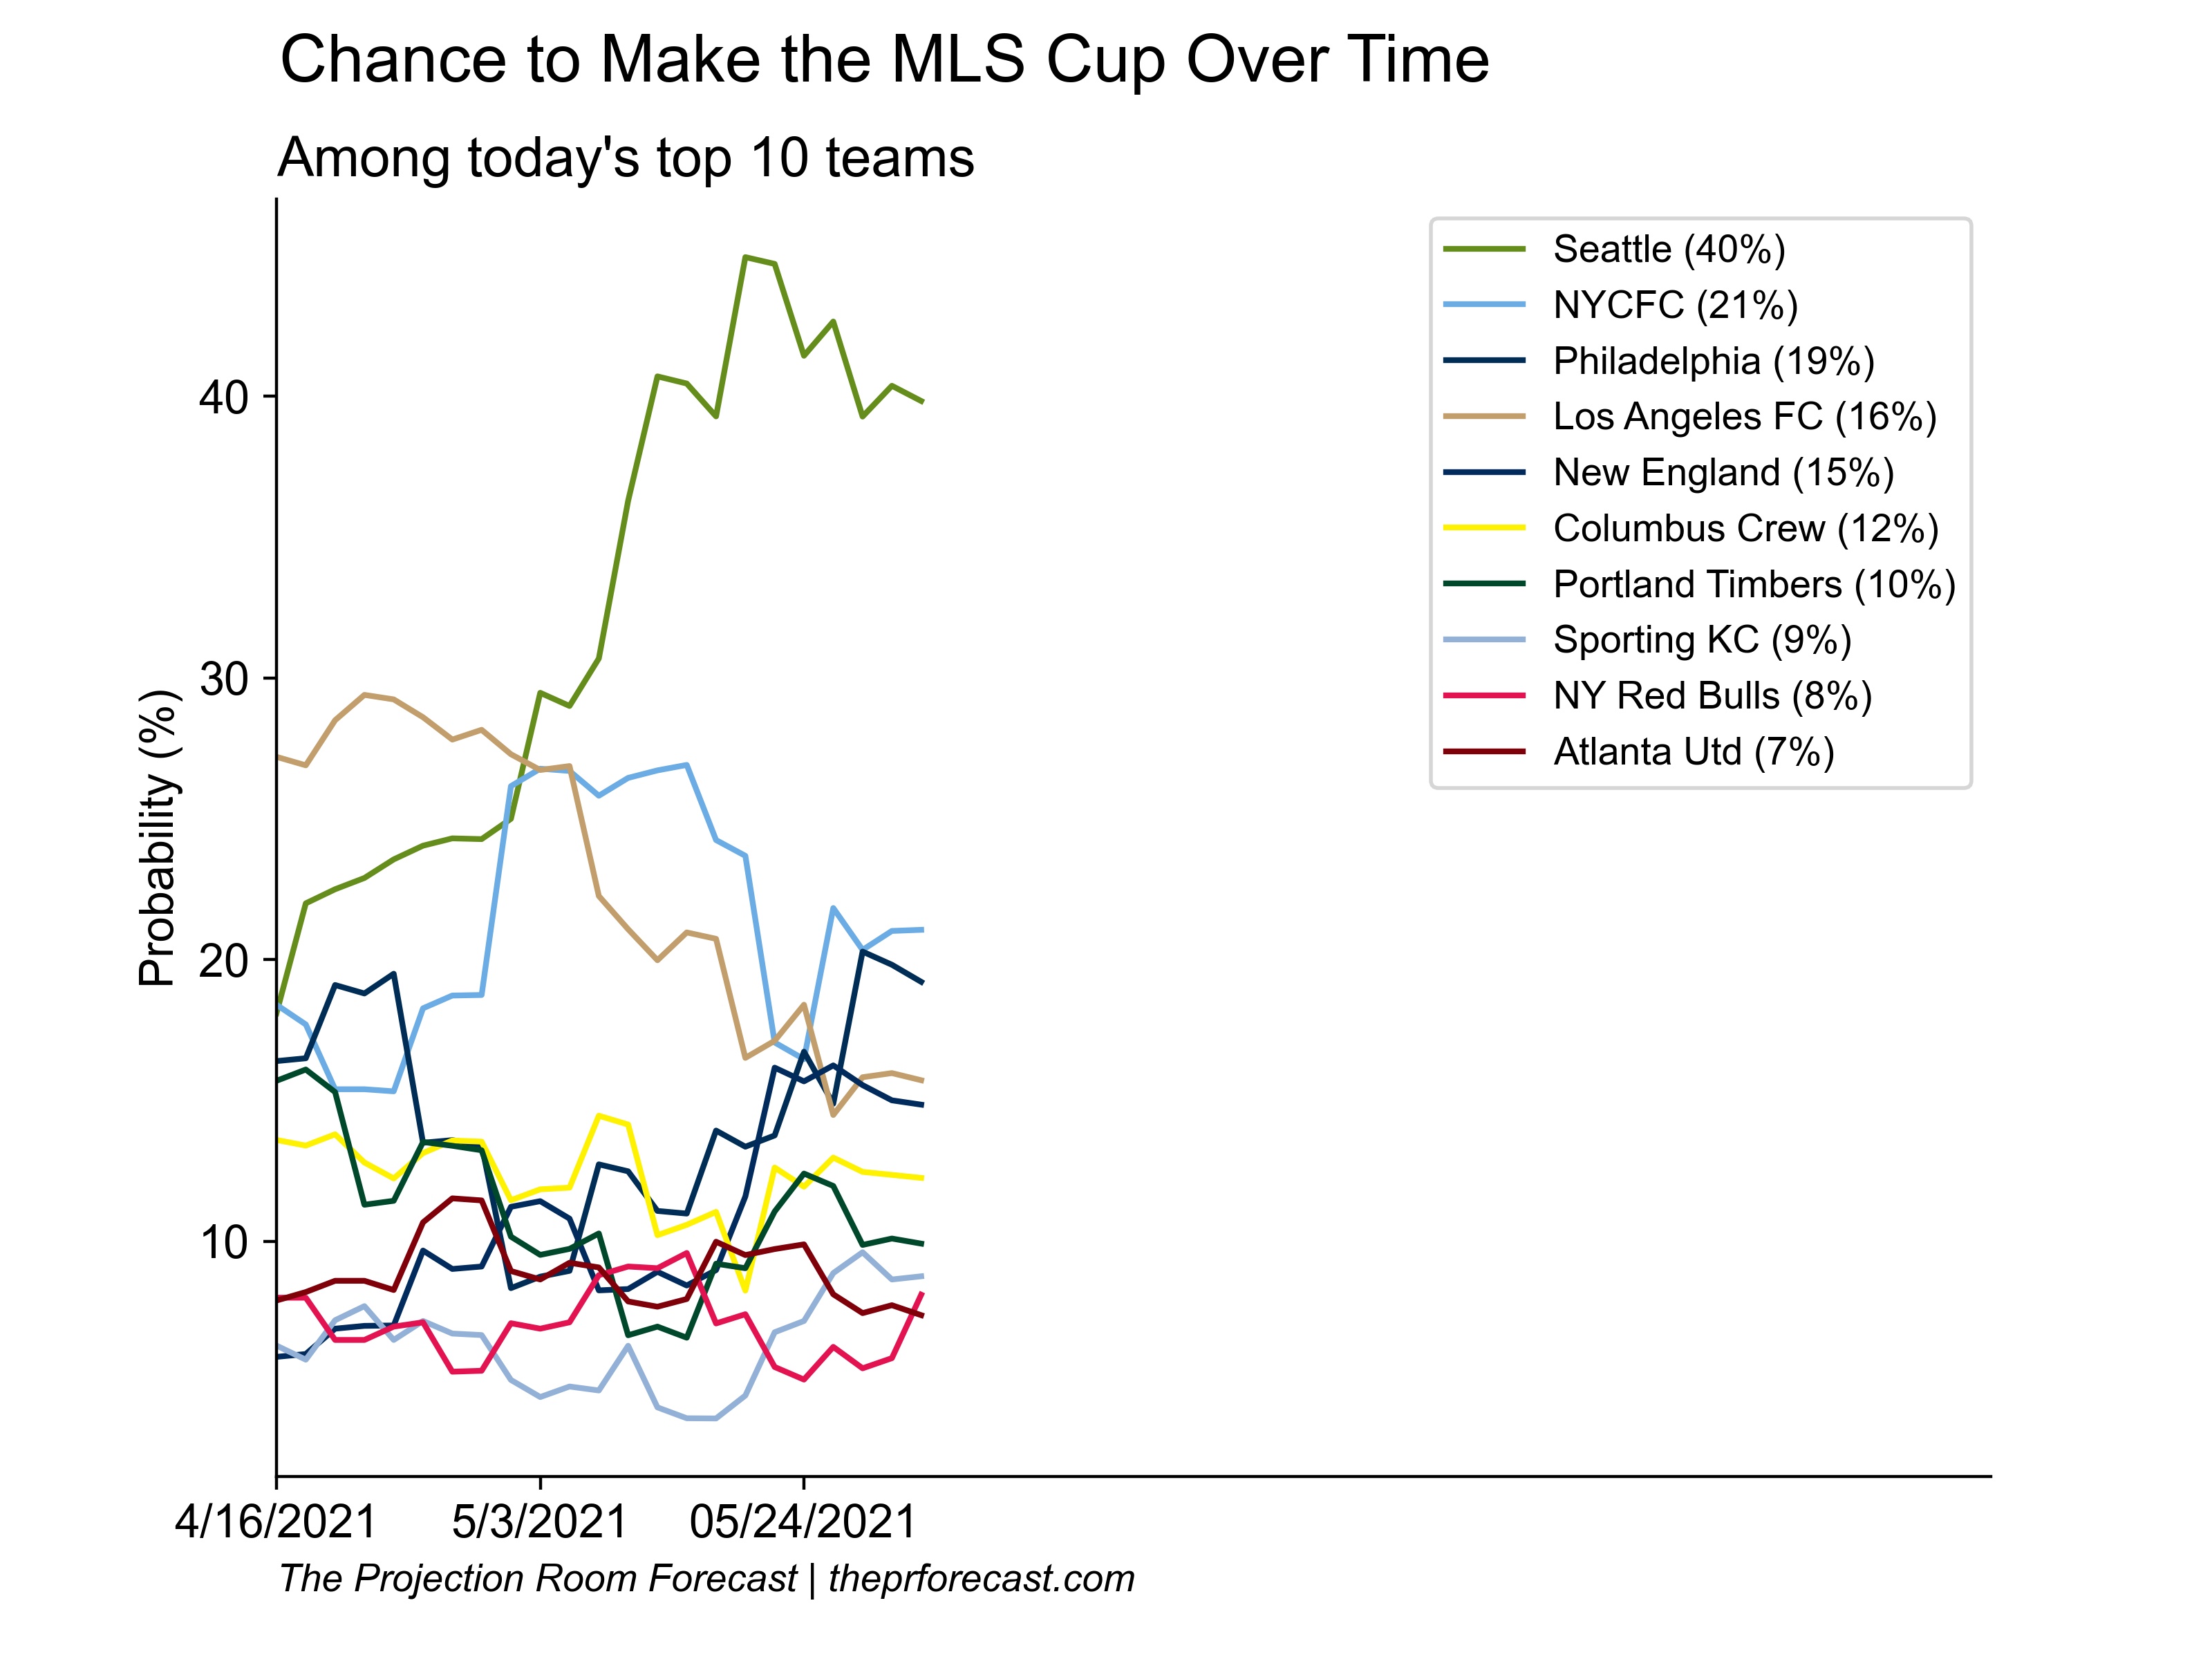 Chance to Make the MLS Cup Over Time
Among today's top 10 teams
Seattle (40%)
NYCFC (21%)
Philadelphia (19%)
Los Angeles FC (16%)
New England (15%)
Columbus Crew (12%)
Portland Timbers (10%)
Sporting KC (9%)
NY Red Bulls (8%)
Atlanta Utd (7%)
Probability (%)
40
30
20
10
4/16/2021 5/3/2021 05/24/2021
The Projection Room Forecast | theprforecast.com